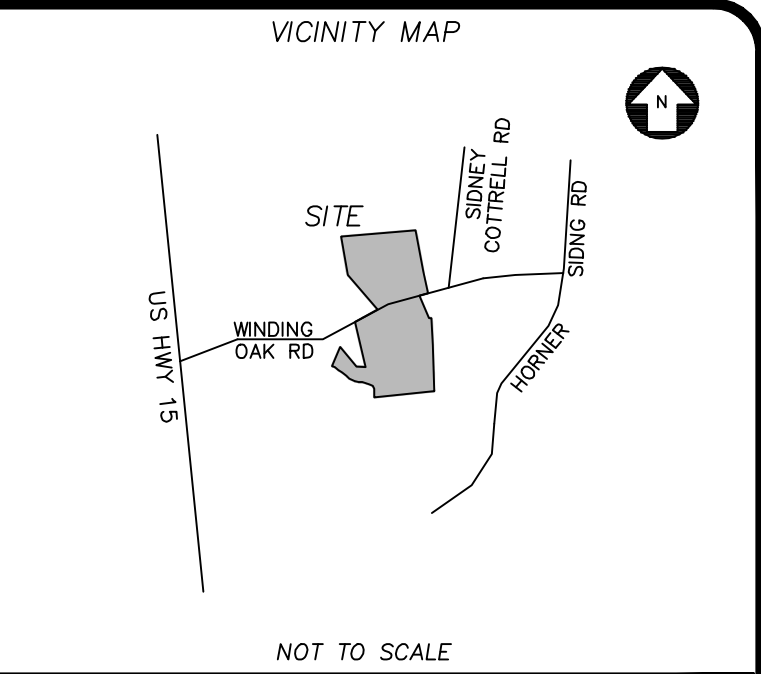 VICINITY MAP
N
SIDNEY
COTTRELL RD
SIDNG RD
SITE
US HWY 15
WINDING
OAK RD
HORNER
NOT TO SCALE